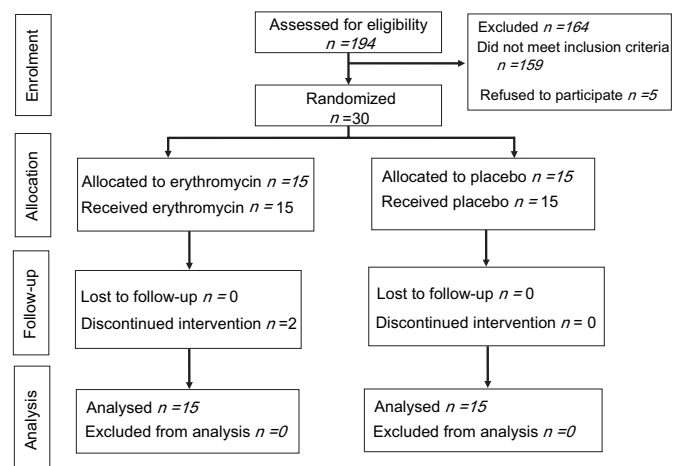 Enrolment
Assessed for eligibility
n =194
Excluded n =164
Did not meet inclusion criteria
n =159
Refused to participate n =5
Randomized
n =30
Allocation
Allocated to erythromycin n =15
Received erythromycin n = 15
Allocated to placebo n =15
Received placebo n = 15
Follow-up
Lost to follow-up n = 0
Discontinued intervention n =2
Lost to follow-up n = 0
Discontinued intervention n = 0
Analysis
Analysed n =15
Excluded from analysis n =0
Analysed n =15
Excluded from analysis n =0